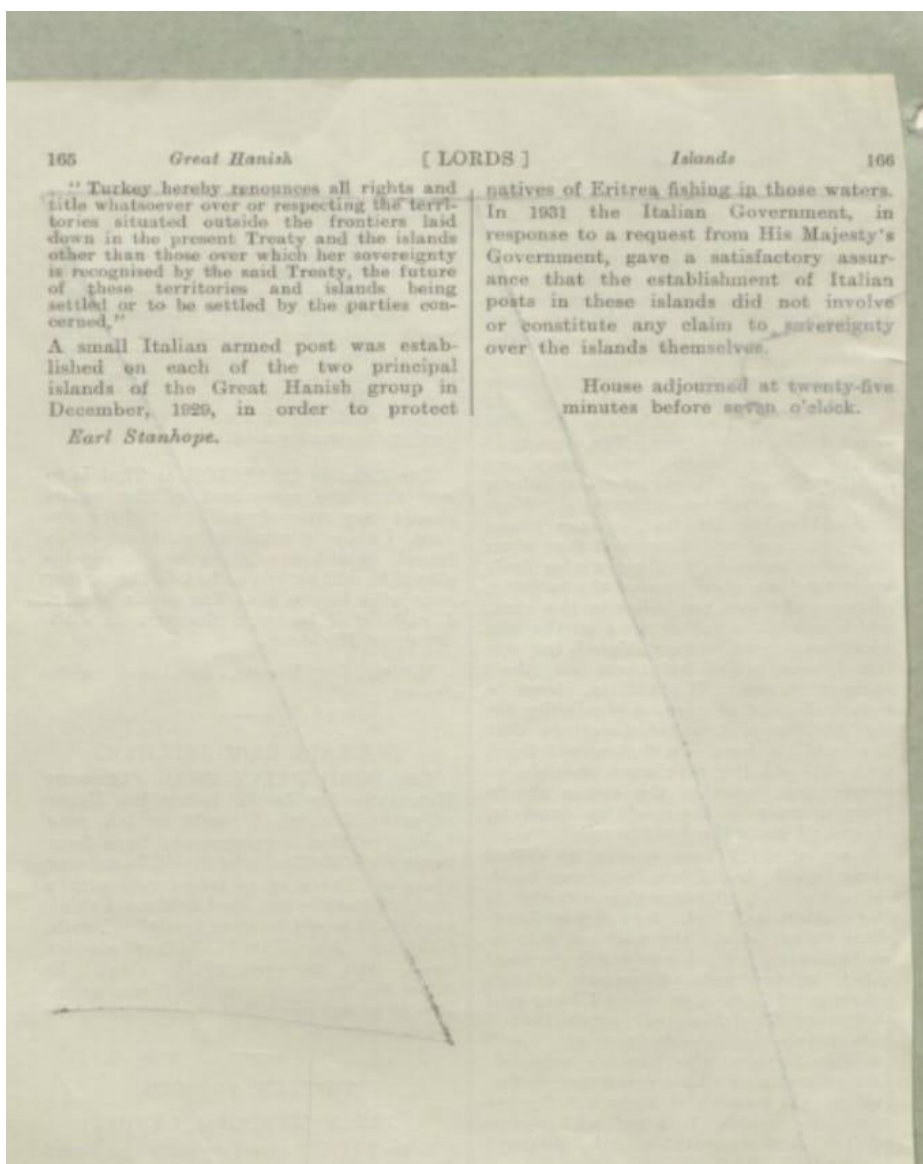 165 Great Hanish [ LORDS ] Islands 166
" Turkey hereby renounces all rights and
title whatsoever over or respecting the terri-
tories situated outside the frontiers laid
down in the present Treaty and the islands
other than those over which her sovereignty
is recognised by the said Treaty, the future
of these territories and islands being
settled or to be settled by the parties con-
cerned,"
A small Italian armed post was estab-
lished on each of the two principal
islands of the Great Hanish group in
December, 1929, in order to protect
Earl Stanhope.
natives of Eritrea fishing in those waters.
In 1931 the Italian Government, in
response to a request from His Majesty's
Government, gave a satisfactory assur-
ance that the establishment of Italian
posts in these islands did not involve
or constitute any claim to sovereignty
over the islands themselves.
House adjourned at twenty-five
minutes before seven o'clock.